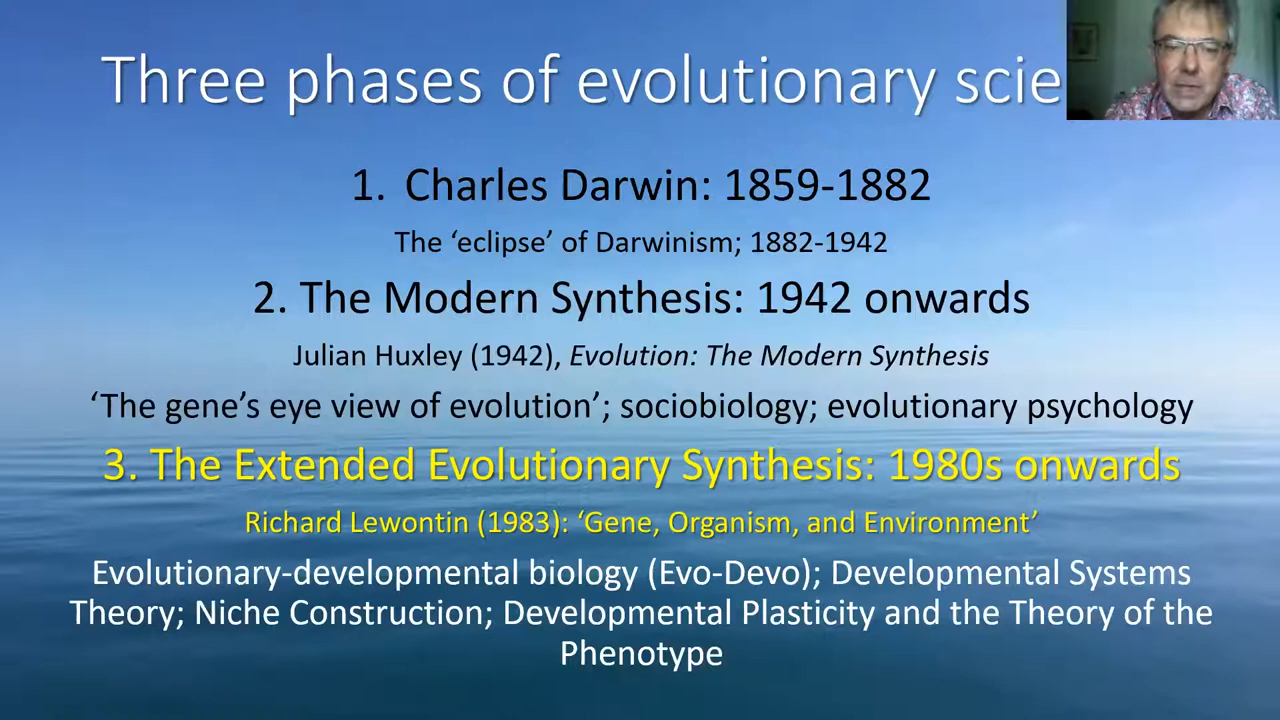 Three phases of evolutionary scie
1. Charles Darwin: 1859-1882
The ‘eclipse’ of Darwinism; 1882-1942
2. The Modern Synthesis: 1942 onwards
Julian Huxley (1942), Evolution: The Modern Synthesis
‘The gene’s eye view of evolution’; sociobiology; evolutionary psychology
3. The Extended Evolutionary Synthesis: 1980s onwards
Richard Lewontin (1983): ‘Gene, Organism, and Environment’
Evolutionary-developmental biology (Evo-Devo); Developmental Systems
Theory; Niche Construction; Developmental Plasticity and the Theory of the
Phenotype